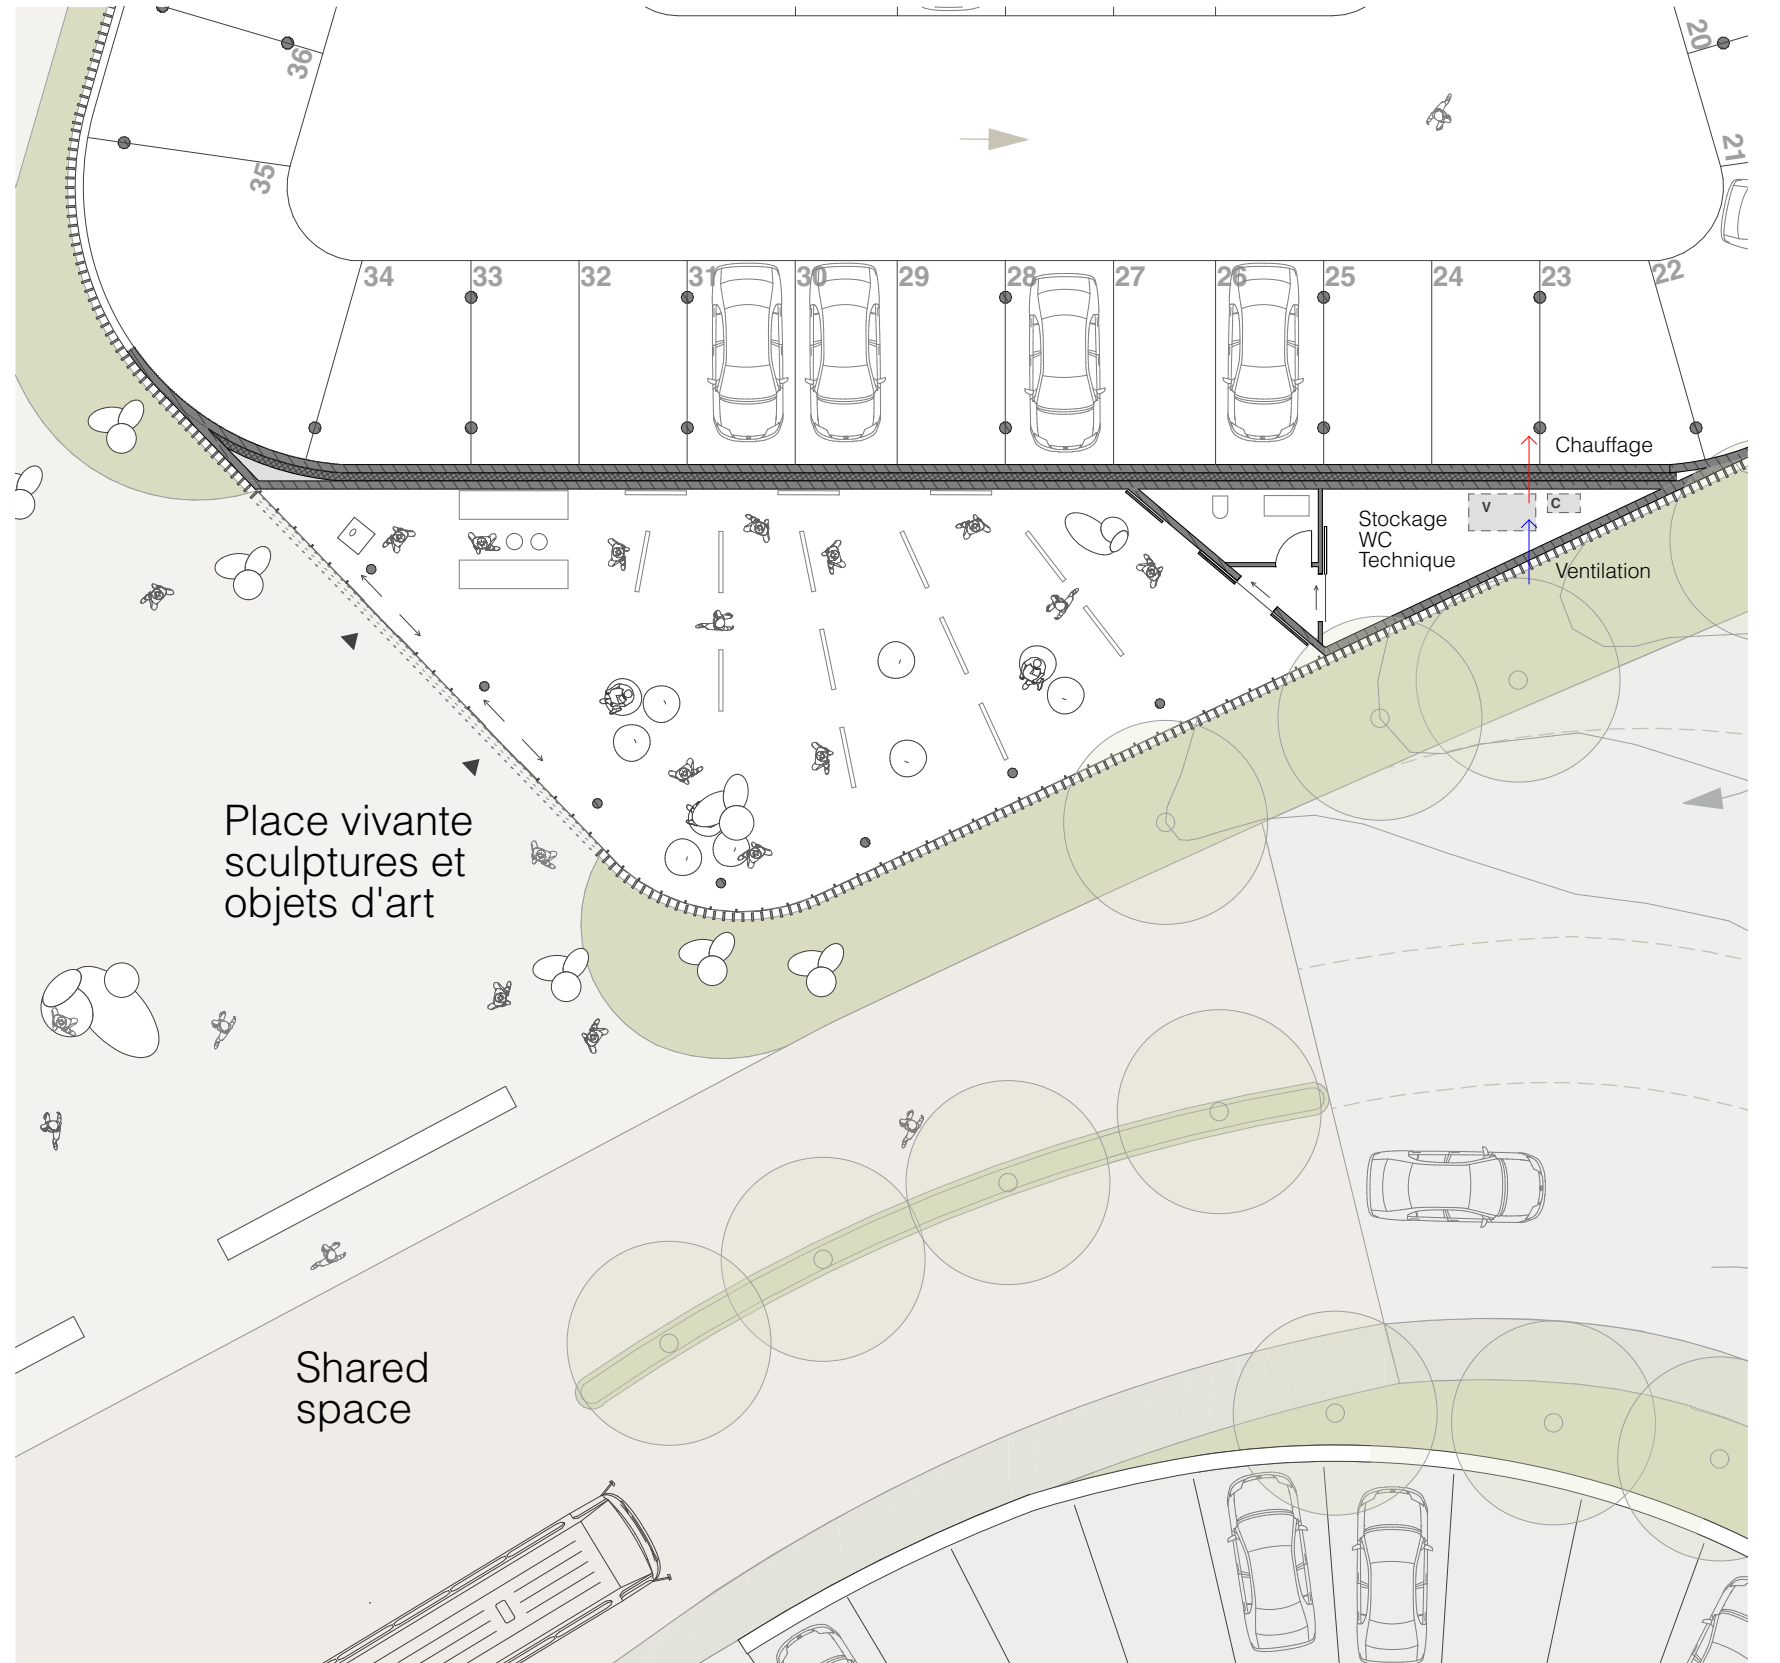 36
20
35
21
34
33
32
31
30
29
28
27
26
25
24
23
22
Chauffage
V
C
Stockage
WC
Technique
Ventilation
Place vivante
sculptures et
objets d'art
Shared
space